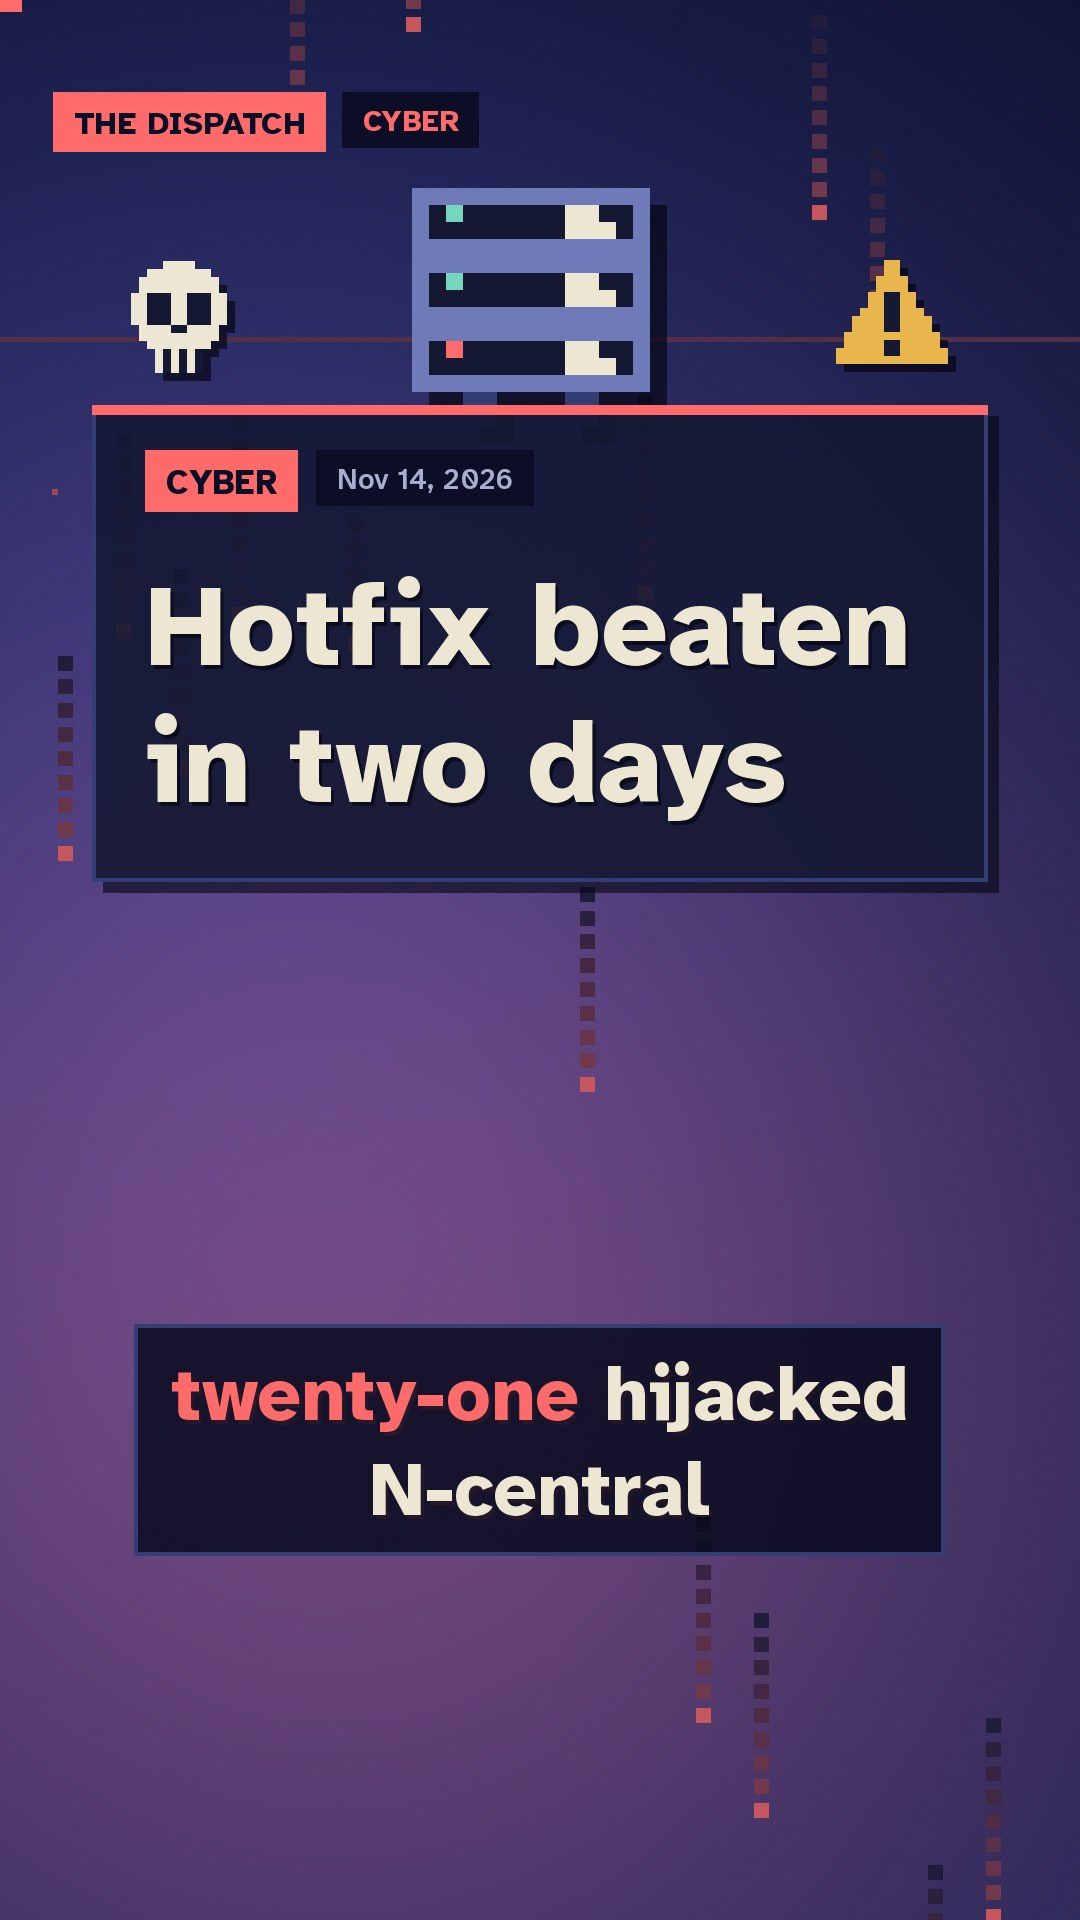 THE DISPATCH CYBER
CYBER Nov 14, 2026
Hotfix beaten
in two days
twenty-one hijacked
N-central